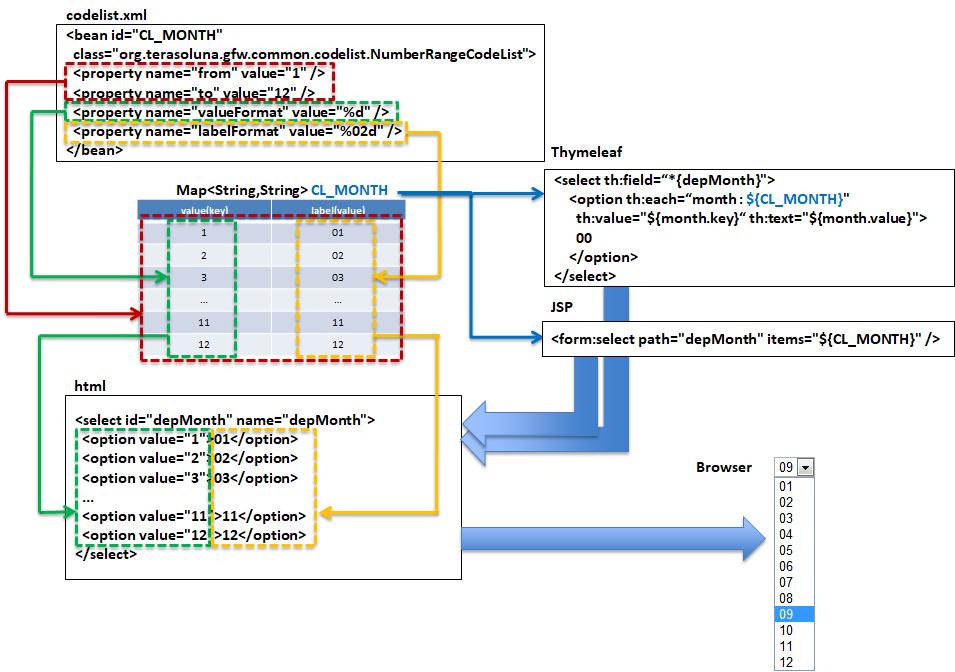 codelist.xml
<bean id="CL_MONTH"
class="org.terasoluna.gfw.common.codelist.NumberRangeCodeList">
<property name="from" value="1" />
<property name="to" value="12" />
<property name="valueFormat" value="%d" />
<property name="labelFormat" value="%02d" />
</bean>
Map<String,String> CL_MONTH
value(key) label(value)
1 01
2 02
3 03
... ...
11 11
12 12
Thymeleaf
<select th:field=“*{depMonth}">
<option th:each=“month : ${CL_MONTH}"
th:value="${month.key}“ th:text="${month.value}">
00
</option>
</select>
JSP
<form:select path="depMonth" items="${CL_MONTH}" />
html
<select id="depMonth" name="depMonth">
<option value="1">01</option>
<option value="2">02</option>
<option value="3">03</option>
...
<option value="11">11</option>
<option value="12">12</option>
</select>
Browser
09
01
02
03
04
05
06
07
08
09
10
11
12